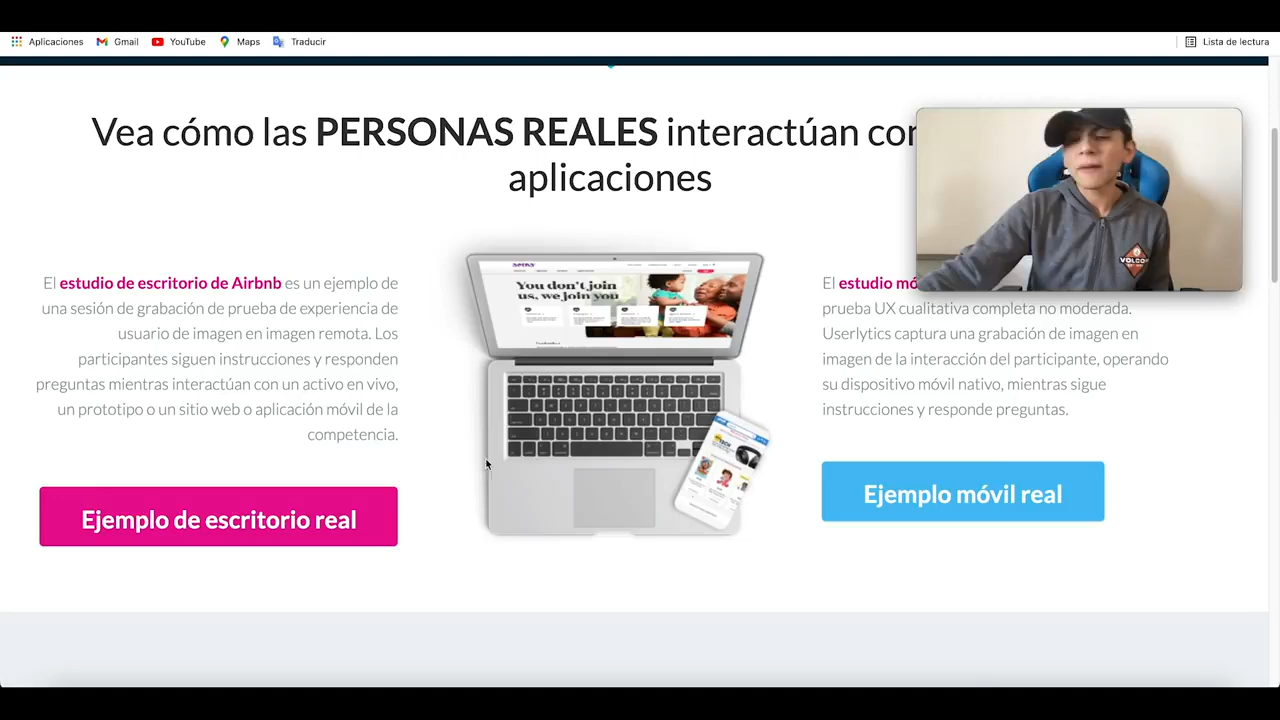 Aplicaciones Gmail YouTube Maps Traducir Lista de lectura
Vea cómo las PERSONAS REALES interactúan con
aplicaciones
El estudio de escritorio de Airbnb es un ejemplo de
una sesión de grabación de prueba de experiencia de
usuario de imagen en imagen remota. Los
participantes siguen instrucciones y responden
preguntas mientras interactúan con un activo en vivo,
un prototipo o un sitio web o aplicación móvil de la
competencia.
Ejemplo de escritorio real
You don't join
us, we join you
El estudio mó
prueba UX cualitativa completa no moderada.
Userlytics captura una grabación de imagen en
imagen de la interacción del participante, operando
su dispositivo móvil nativo, mientras sigue
instrucciones y responde preguntas.
Ejemplo móvil real
VOLCOM